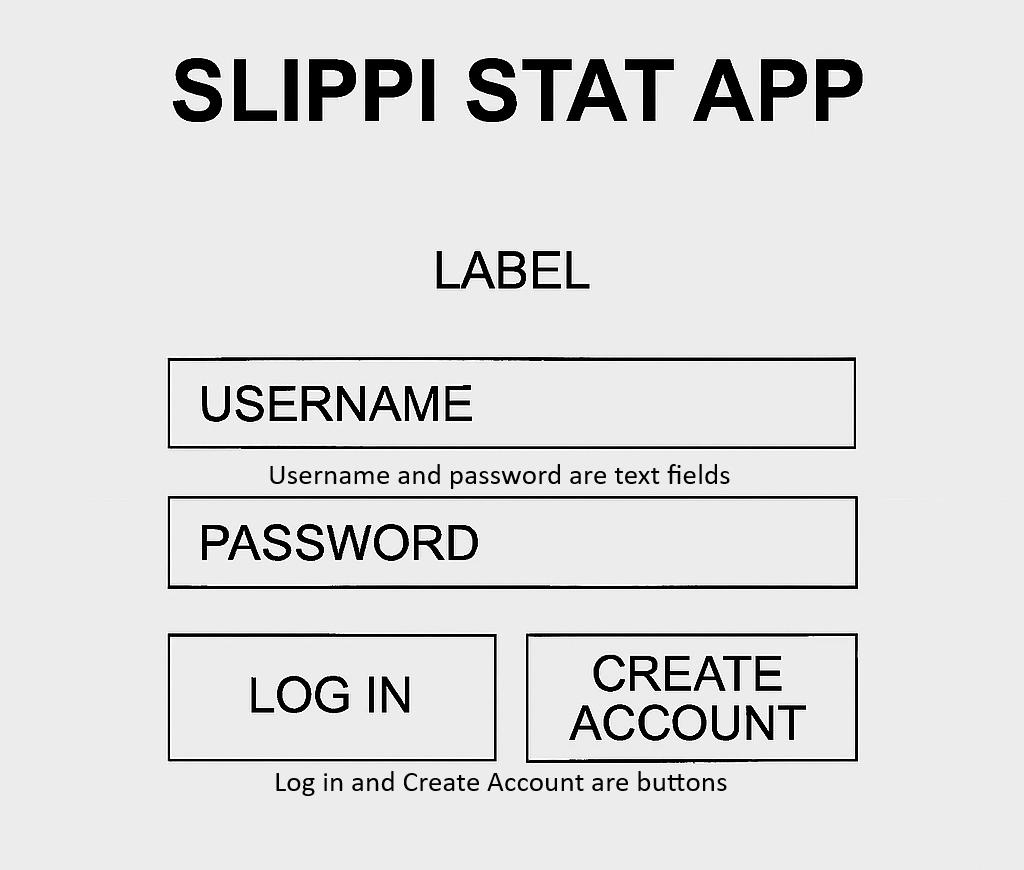 SLIPPI STAT APP
LABEL
USERNAME
Username and password are text fields
PASSWORD
LOG IN
CREATE
ACCOUNT
Log in and Create Account are buttons